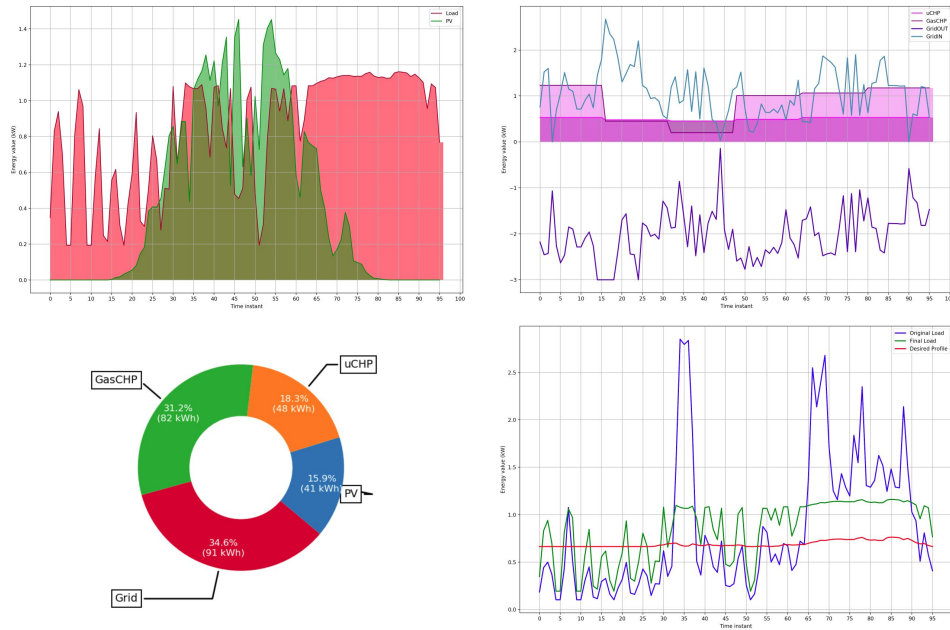 Load
PV
1.4
1.2
1.0
0.8
0.6
0.4
0.2
0.0
Energy value (kW)
0 5 10 15 20 25 30 35 40 45 50 55 60 65 70 75 80 85 90 95 100
Time instant
uCHP
GasCHP
GridOUT
GridIN
2
1
0
−1
−2
−3
Energy value (kW)
0 5 10 15 20 25 30 35 40 45 50 55 60 65 70 75 80 85 90 95
Time instant
GasCHP
uCHP
31.2%
(82 kWh)
18.3%
(48 kWh)
15.9%
(41 kWh)
PV
34.6%
(91 kWh)
Grid
Original Load
Final Load
Desired Profile
2.5
2.0
1.5
1.0
0.5
0.0
Energy value (kW)
0 5 10 15 20 25 30 35 40 45 50 55 60 65 70 75 80 85 90 95
Time instant